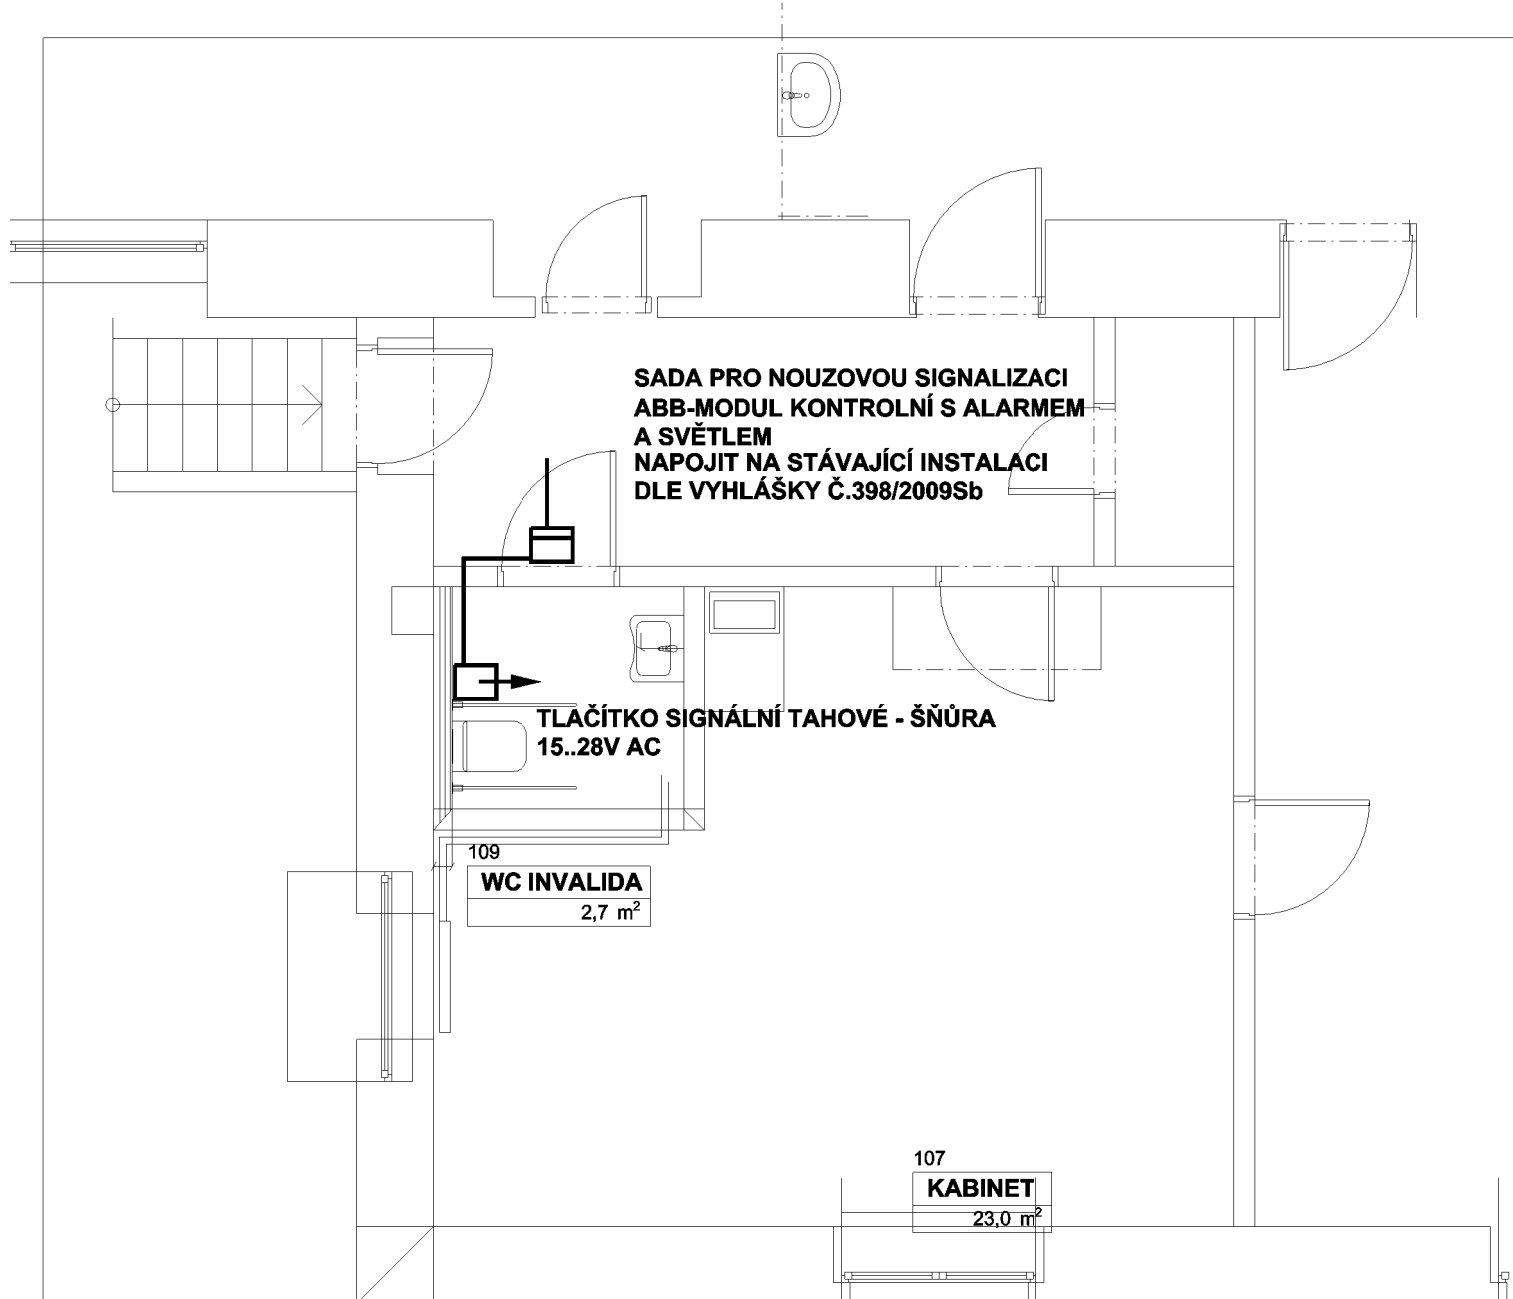 SADA PRO NOUZOVOU SIGNALIZACI
ABB-MODUL KONTROLNÍ S ALARMEM
A SVĚTLEM
NAPOJIT NA STÁVAJÍCÍ INSTALACI
DLE VYHLÁŠKY Č.398/2009Sb
TLAČÍTKO SIGNÁLNÍ TAHOVÉ - ŠŇŮRA
15..28V AC
109
WC INVALIDA
2,7 m²
107
KABINET
23,0 m²